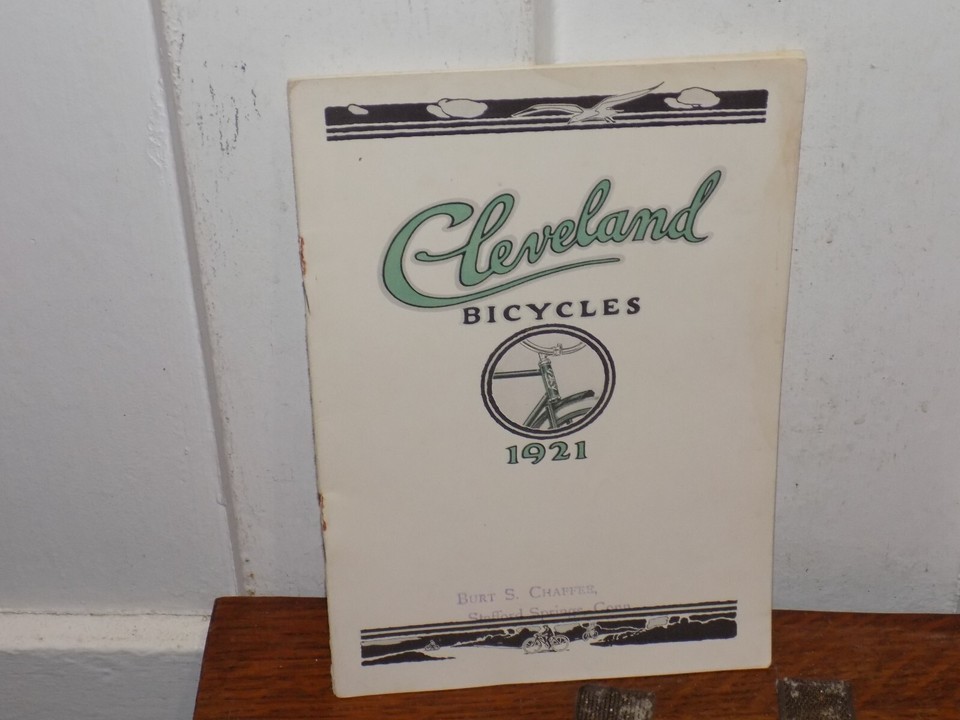 Cleveland
BICYCLES
1921
BURT S. CHAFFEE,
Stafford Springs, Conn.